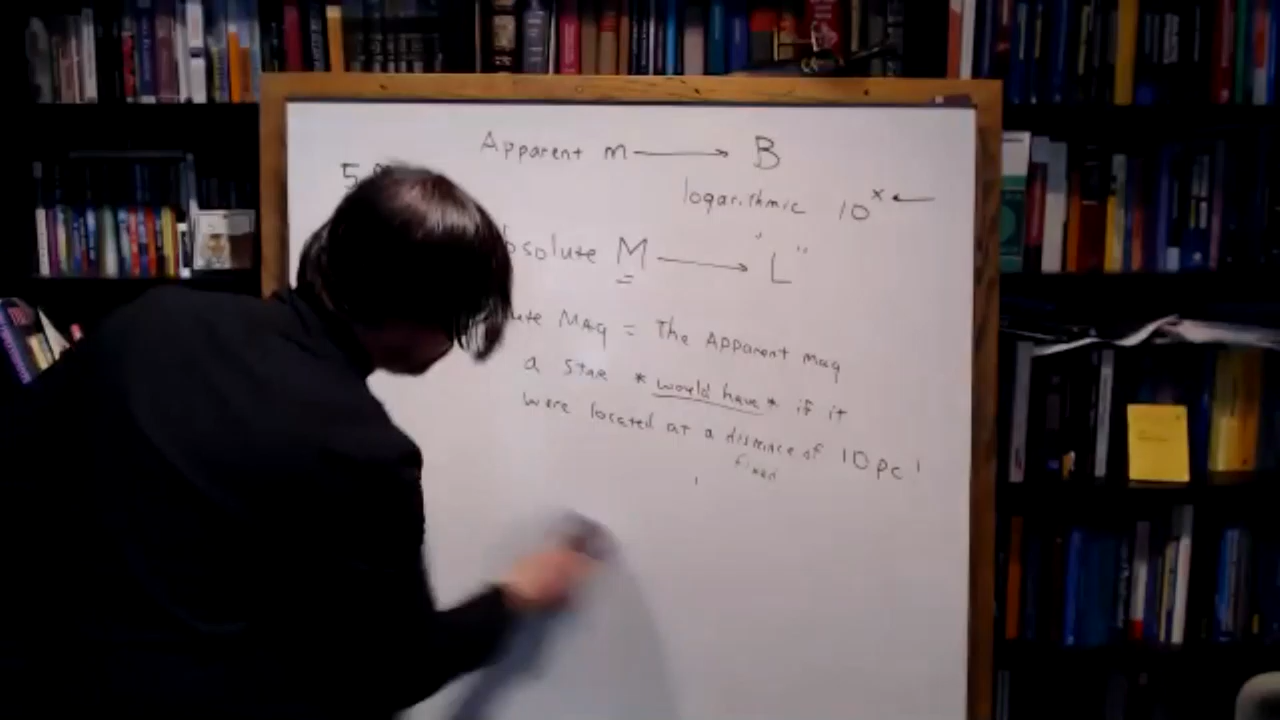 Apparent m → B
5
logarithmic 10^x ←
bsolute M → "L"
ute MAg = The Apparent mag
a star * would have * if it
were located at a distance of 10 pc
fixed